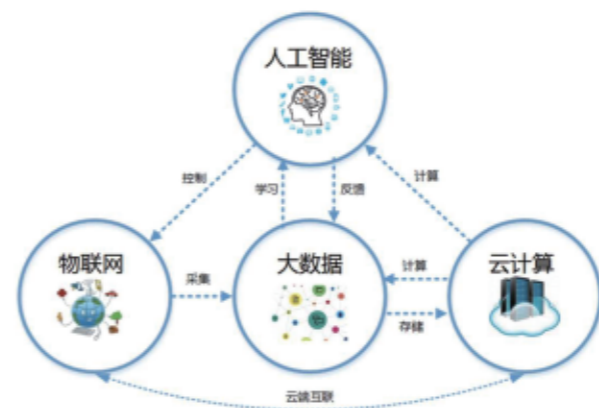 人工智能
控制
学习
反馈
计算
物联网
采集
大数据
计算
存储
云计算
云端互联